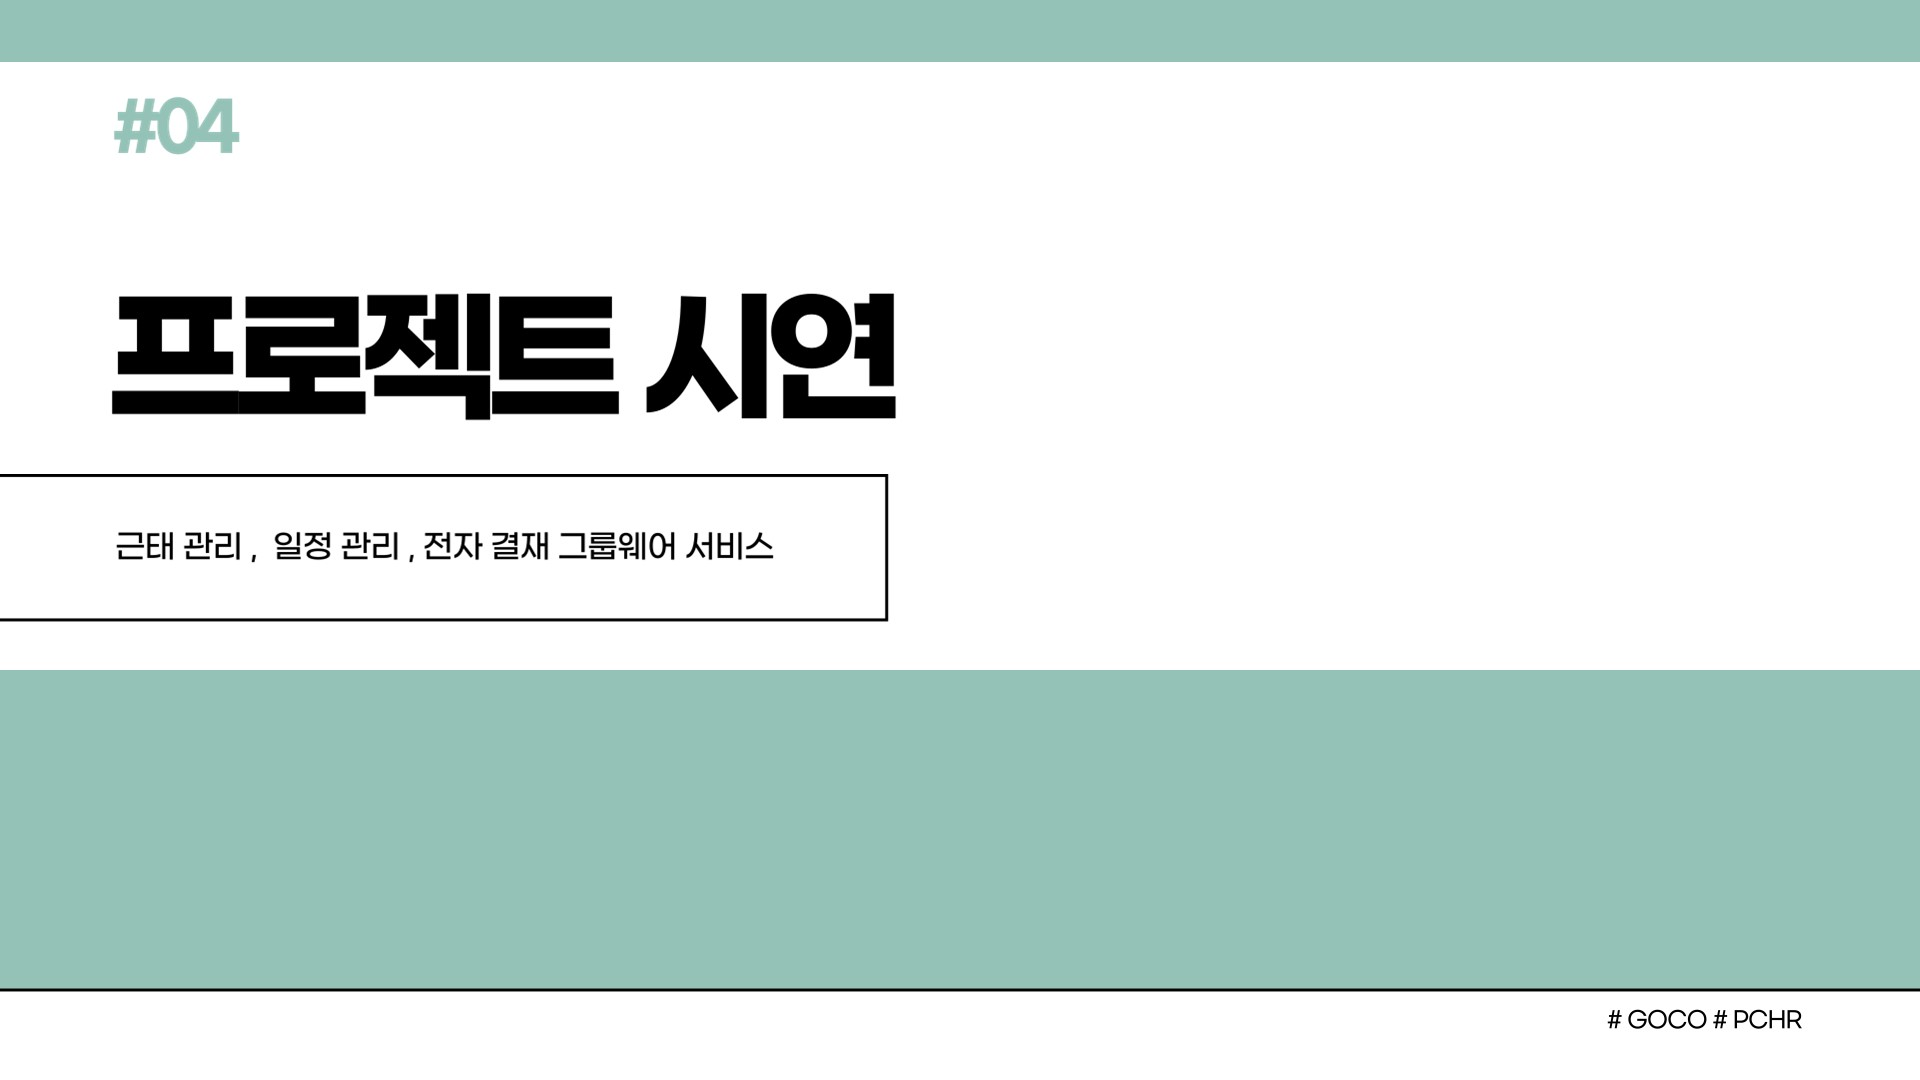 #04
프로젝트 시연
근태 관리 ,  일정 관리 , 전자 결재 그룹웨어 서비스
# GOCO # PCHR